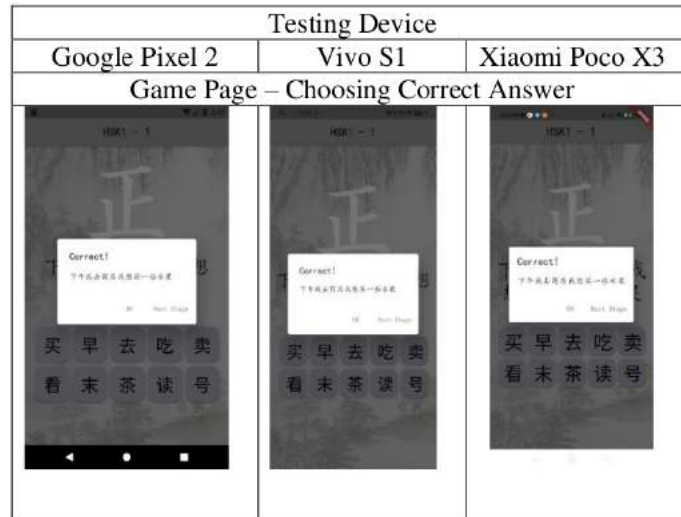 Testing Device
Google Pixel 2
Vivo S1
Xiaomi Poco X3
Game Page – Choosing Correct Answer
HSK1 - 1
正
Correct!
OK Next Stage
买 早 去 吃 卖
看 末 茶 读 号
HSK1 - 1
正
Correct!
OK Next Stage
买 早 去 吃 卖
看 末 茶 读 号
HSK1 - 1
正
Correct!
OK Next Stage
买 早 去 吃 卖
看 末 茶 读 号